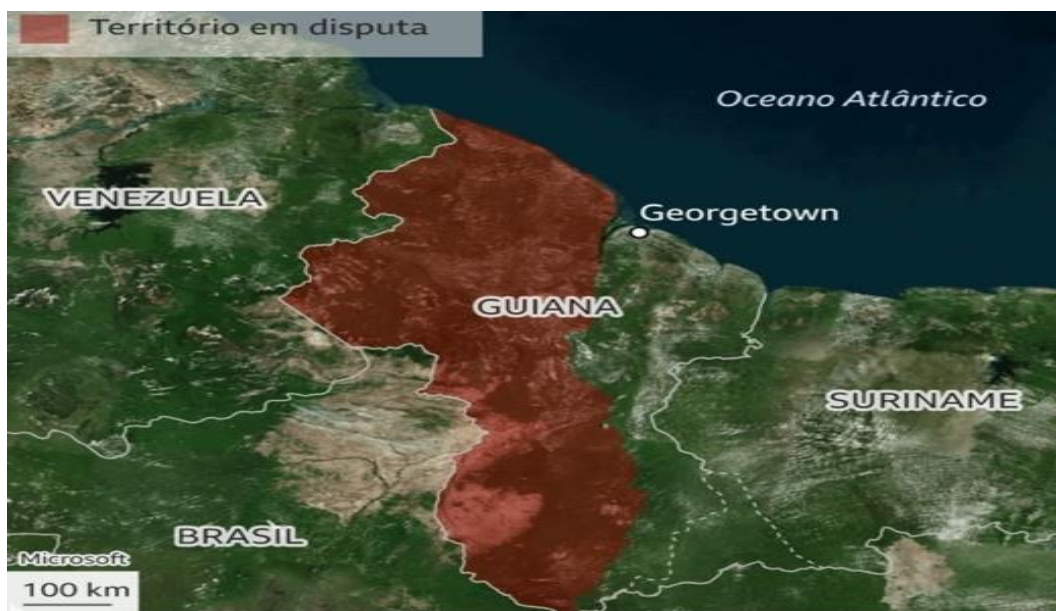 Território em disputa
Oceano Atlântico
VENEZUELA
Georgetown
GUIANA
SURINAME
BRASIL
Microsoft
100 km